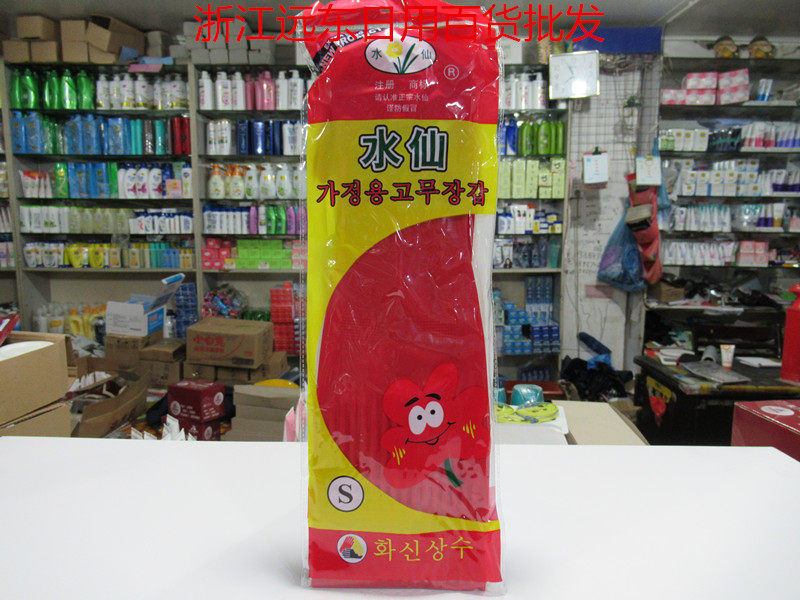 浙江远东日用百货批发
水 仙
®
注册 商标
请认准正宗水仙
谨防假冒
水仙
가정용고무장갑
S
화신상수